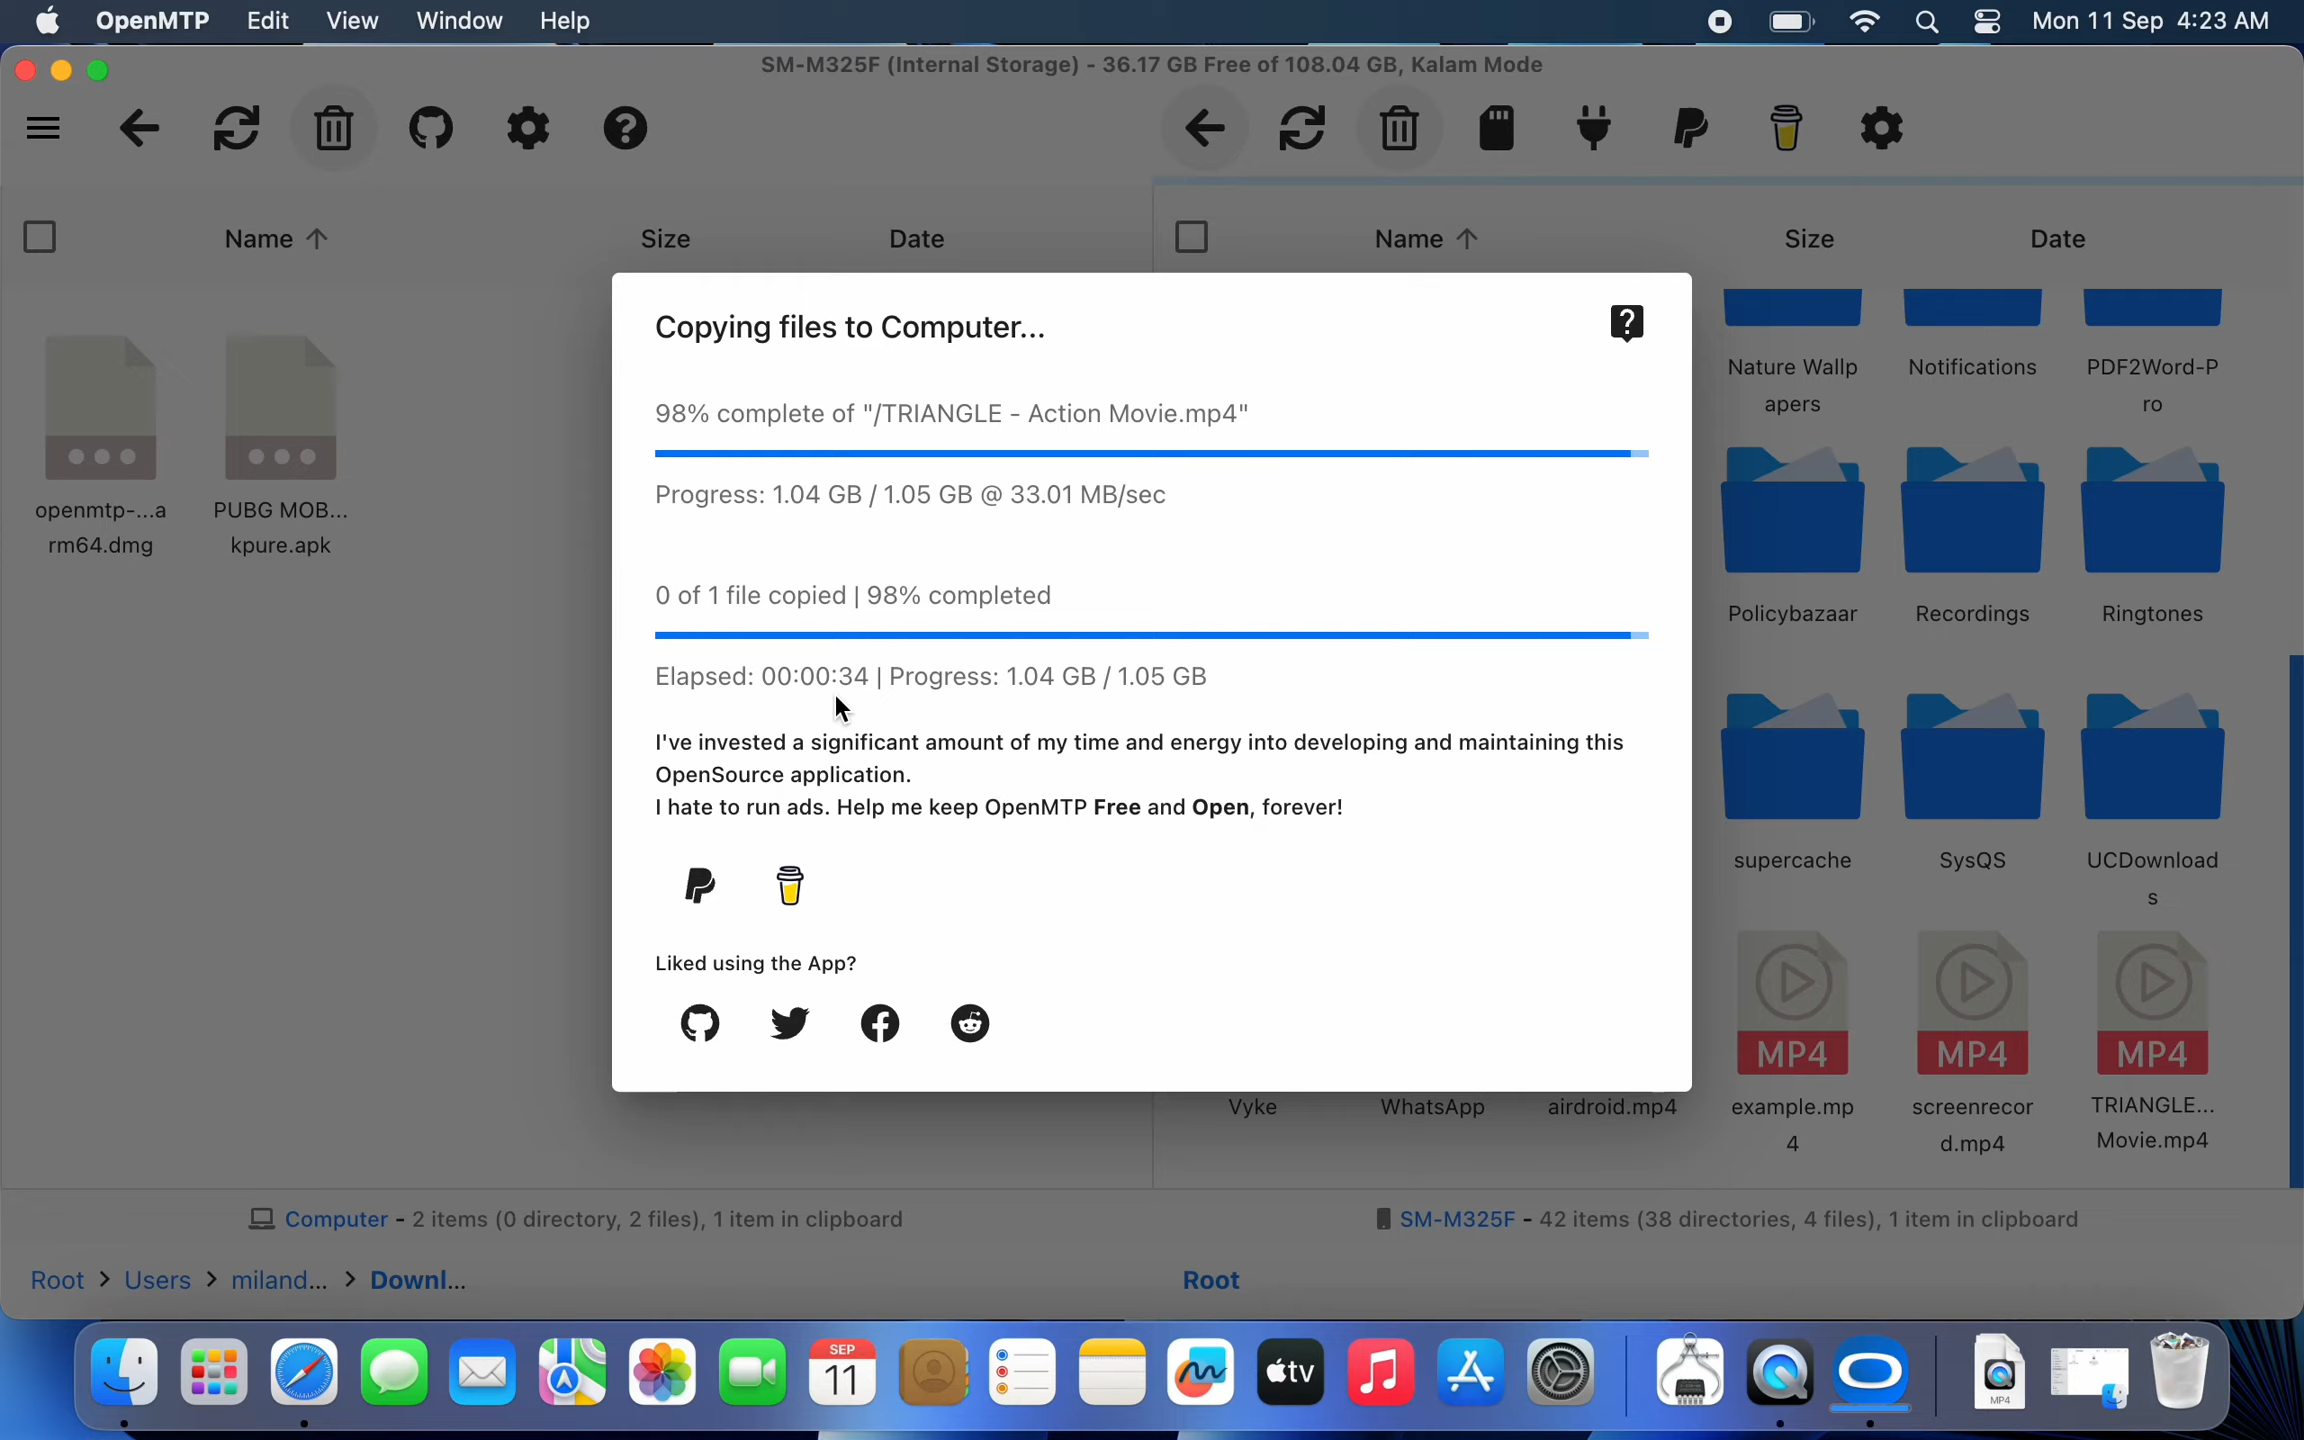 OpenMTP Edit View Window Help Mon 11 Sep 4:23 AM
SM-M325F (Internal Storage) - 36.17 GB Free of 108.04 GB, Kalam Mode
Name Size Date
Name Size Date
openmtp-...a
rm64.dmg
PUBG MOB...
kpure.apk
Copying files to Computer...
?
98% complete of "/TRIANGLE - Action Movie.mp4"
Progress: 1.04 GB / 1.05 GB @ 33.01 MB/sec
0 of 1 file copied | 98% completed
Elapsed: 00:00:34 | Progress: 1.04 GB / 1.05 GB
I've invested a significant amount of my time and energy into developing and maintaining this
OpenSource application.
I hate to run ads. Help me keep OpenMTP Free and Open, forever!
Liked using the App?
Nature Wallp
apers
Notifications
PDF2Word-P
ro
Policybazaar
Recordings
Ringtones
supercache
SysQS
UCDownload
s
MP4
MP4
MP4
Vyke
WhatsApp
airdroid.mp4
example.mp
4
screenrecor
d.mp4
TRIANGLE...
Movie.mp4
Computer - 2 items (0 directory, 2 files), 1 item in clipboard
SM-M325F - 42 items (38 directories, 4 files), 1 item in clipboard
Root > Users > miland... > Downl...
Root
SEP
11
tv
MP4